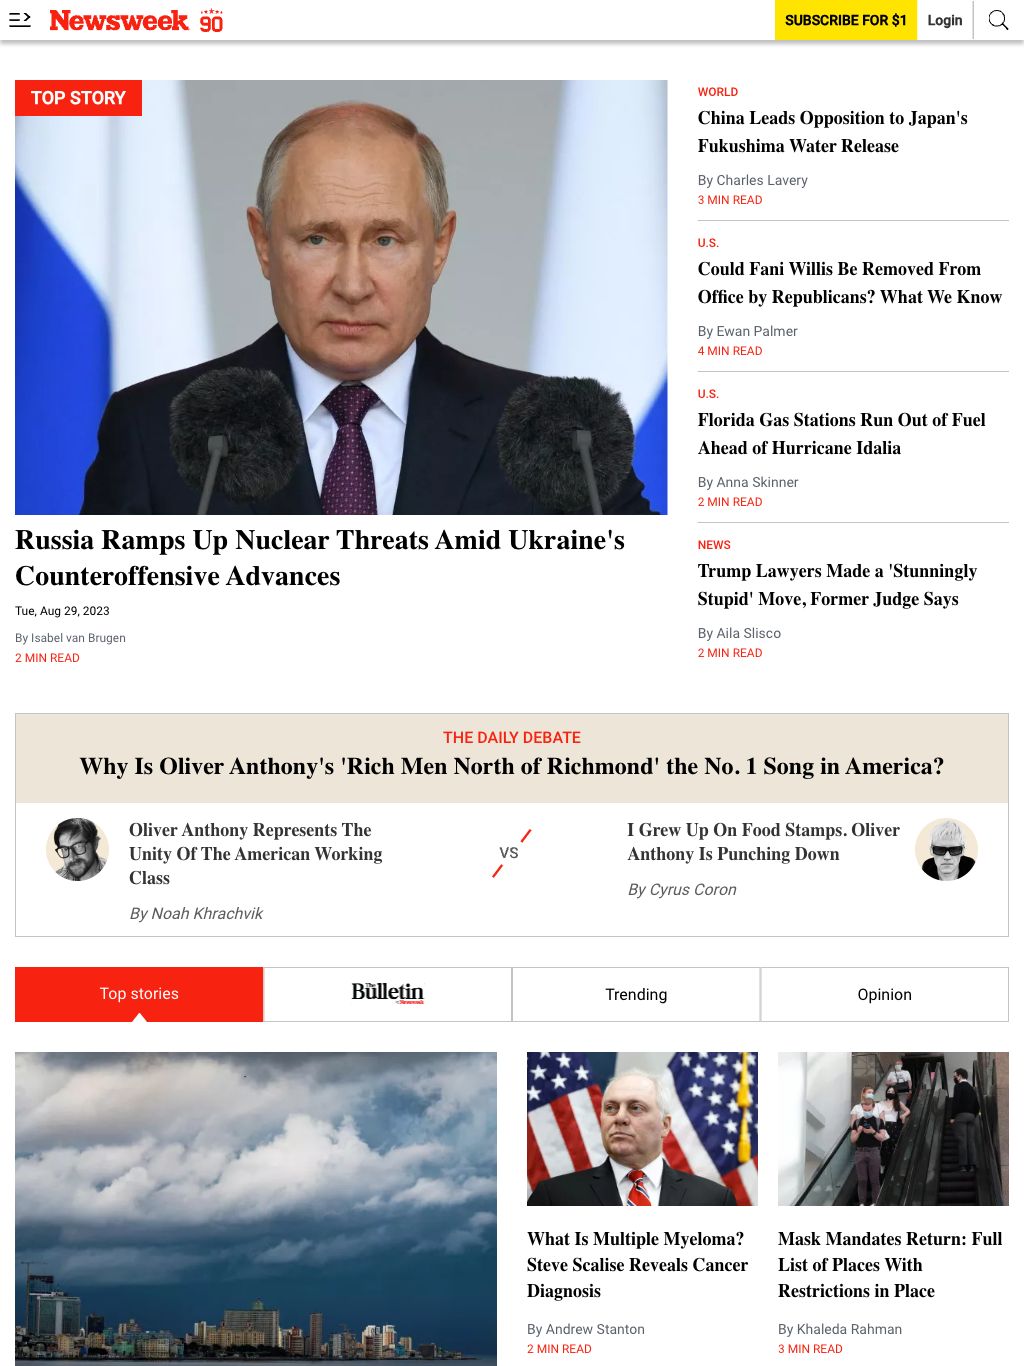 Newsweek 90
SUBSCRIBE FOR $1
Login
TOP STORY
Russia Ramps Up Nuclear Threats Amid Ukraine's
Counteroffensive Advances
Tue, Aug 29, 2023
By Isabel van Brugen
2 MIN READ
WORLD
China Leads Opposition to Japan's
Fukushima Water Release
By Charles Lavery
3 MIN READ
U.S.
Could Fani Willis Be Removed From
Office by Republicans? What We Know
By Ewan Palmer
4 MIN READ
U.S.
Florida Gas Stations Run Out of Fuel
Ahead of Hurricane Idalia
By Anna Skinner
2 MIN READ
NEWS
Trump Lawyers Made a 'Stunningly
Stupid' Move, Former Judge Says
By Aila Slisco
2 MIN READ
THE DAILY DEBATE
Why Is Oliver Anthony's 'Rich Men North of Richmond' the No. 1 Song in America?
Oliver Anthony Represents The
Unity Of The American Working
Class
By Noah Khrachvik
VS
I Grew Up On Food Stamps. Oliver
Anthony Is Punching Down
By Cyrus Coron
Top stories
The Bulletin
Newsweek
Trending
Opinion
What Is Multiple Myeloma?
Steve Scalise Reveals Cancer
Diagnosis
By Andrew Stanton
2 MIN READ
Mask Mandates Return: Full
List of Places With
Restrictions in Place
By Khaleda Rahman
3 MIN READ